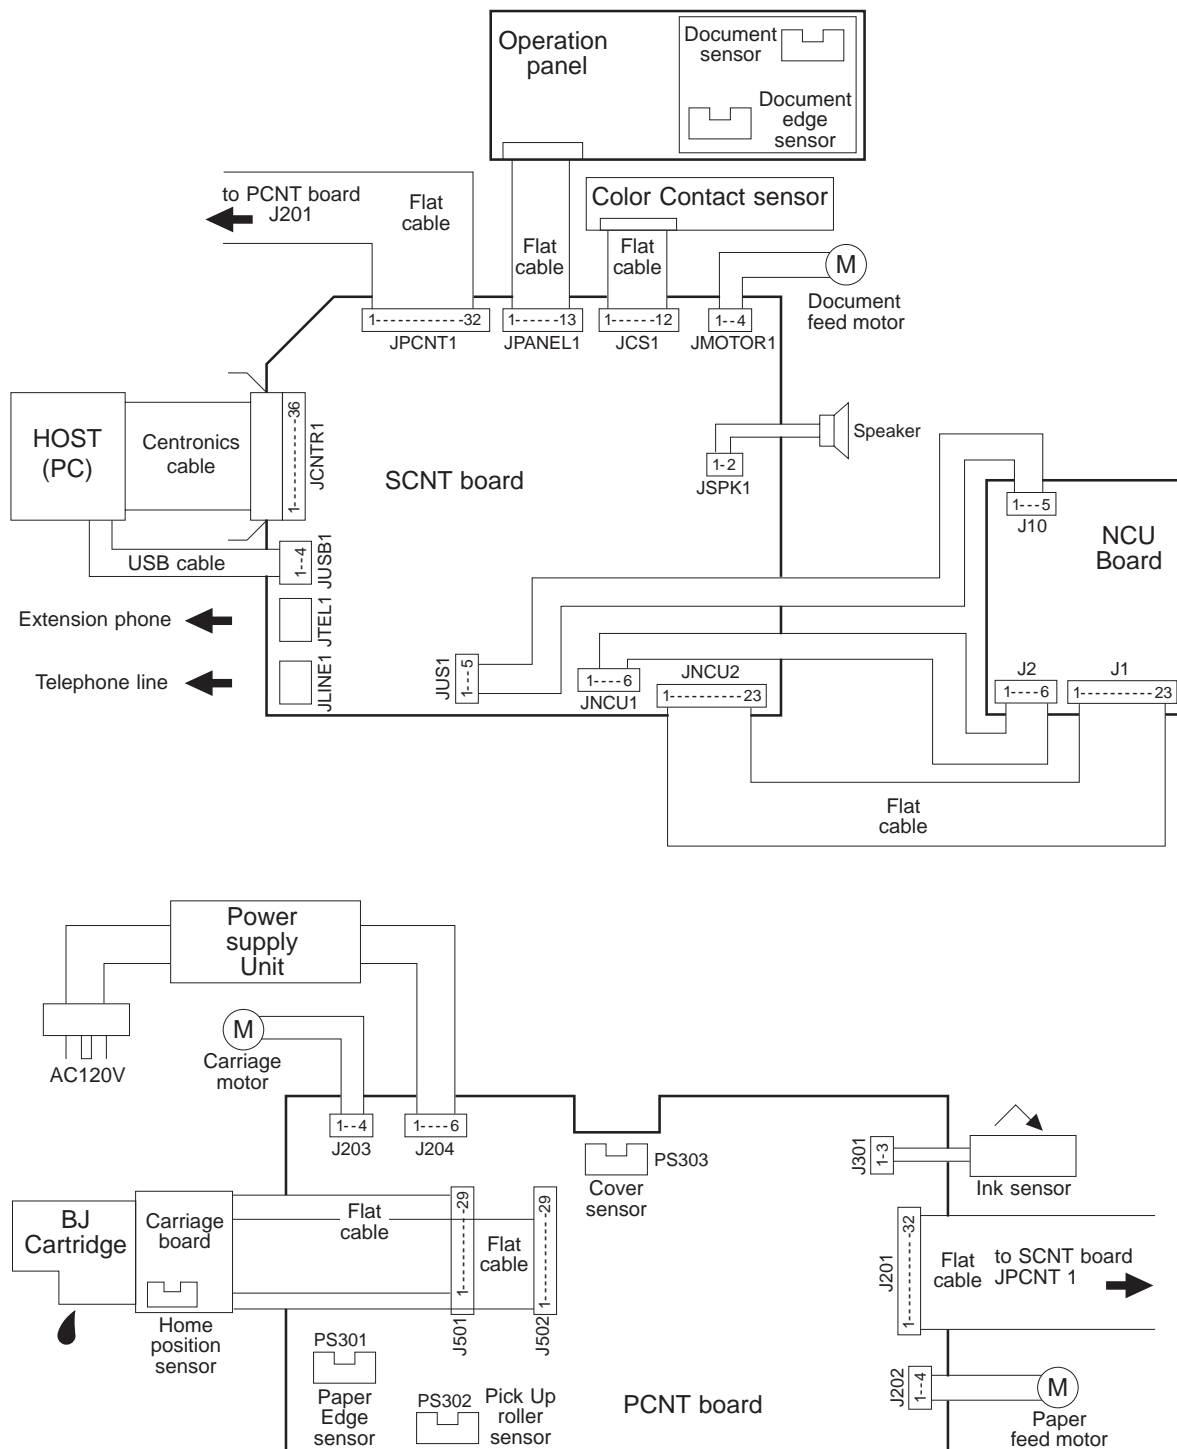 Operation
panel
Document
sensor
Document
edge
sensor
to PCNT board
J201
Flat
cable
Color Contact sensor
Flat
cable
Flat
cable
M
Document
feed motor
1------------32
JPCNT1
1------13
JPANEL1
1------12
JCS1
1--4
JMOTOR1
HOST
(PC)
Centronics
cable
1----------36
JCNTR1
SCNT board
Speaker
1-2
JSPK1
1---5
J10
NCU
Board
USB cable
1--4
JUSB1
Extension phone
JTEL1
Telephone line
JLINE1
JUS1
1---5
1----6
JNCU1
JNCU2
1----------23
J2
1----6
J1
1----------23
Flat
cable
Power
supply
Unit
M
Carriage
motor
AC120V
1--4
J203
1----6
J204
PS303
Cover
sensor
J301
1-3
Ink sensor
BJ
Cartridge
Carriage
board
Home
position
sensor
Flat
cable
1----------29
J501
Flat
cable
1----------29
J502
J201
1----------32
Flat
cable
to SCNT board
JPCNT 1
PS301
Paper
Edge
sensor
PS302
Pick Up
roller
sensor
PCNT board
J202
1--4
M
Paper
feed motor